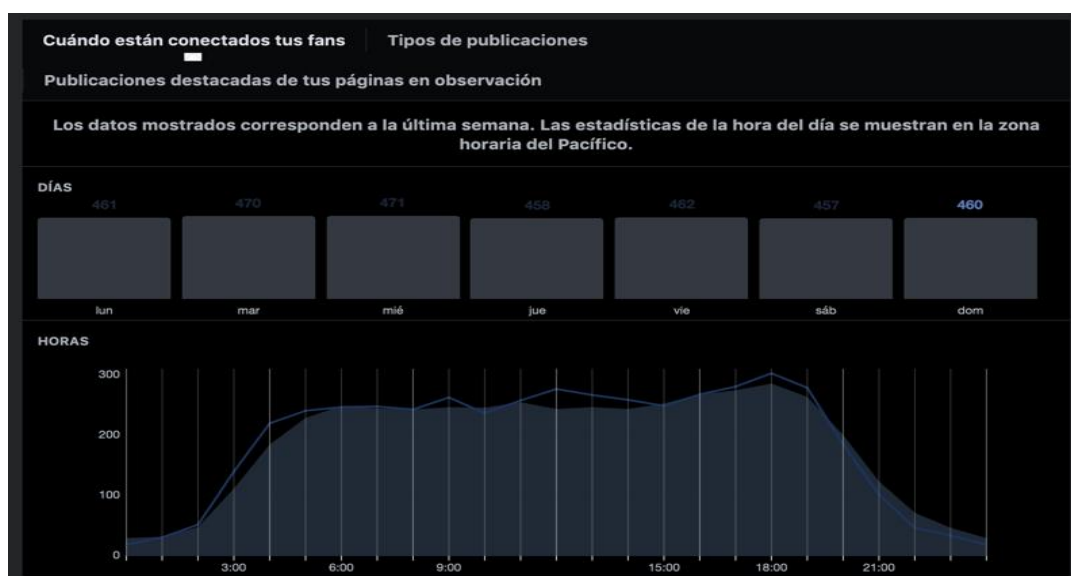 Cuándo están conectados tus fans
Tipos de publicaciones
Publicaciones destacadas de tus páginas en observación
Los datos mostrados corresponden a la última semana. Las estadísticas de la hora del día se muestran en la zona
horaria del Pacífico.
DÍAS
461 470 471 458 462 457 460
lun mar mié jue vie sáb dom
HORAS
300
200
100
0
3:00 6:00 9:00 15:00 18:00 21:00